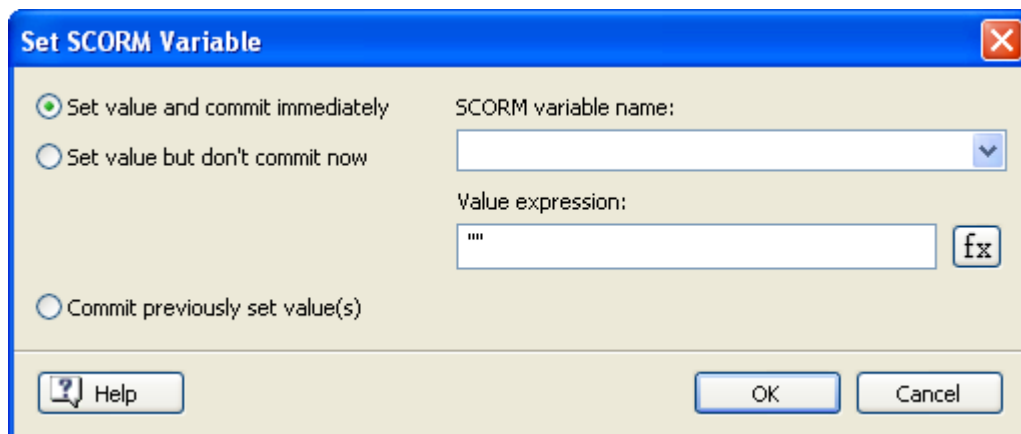 Set SCORM Variable
Set value and commit immediately
SCORM variable name:
Set value but don't commit now
Value expression:
""
fx
Commit previously set value(s)
? Help
OK
Cancel